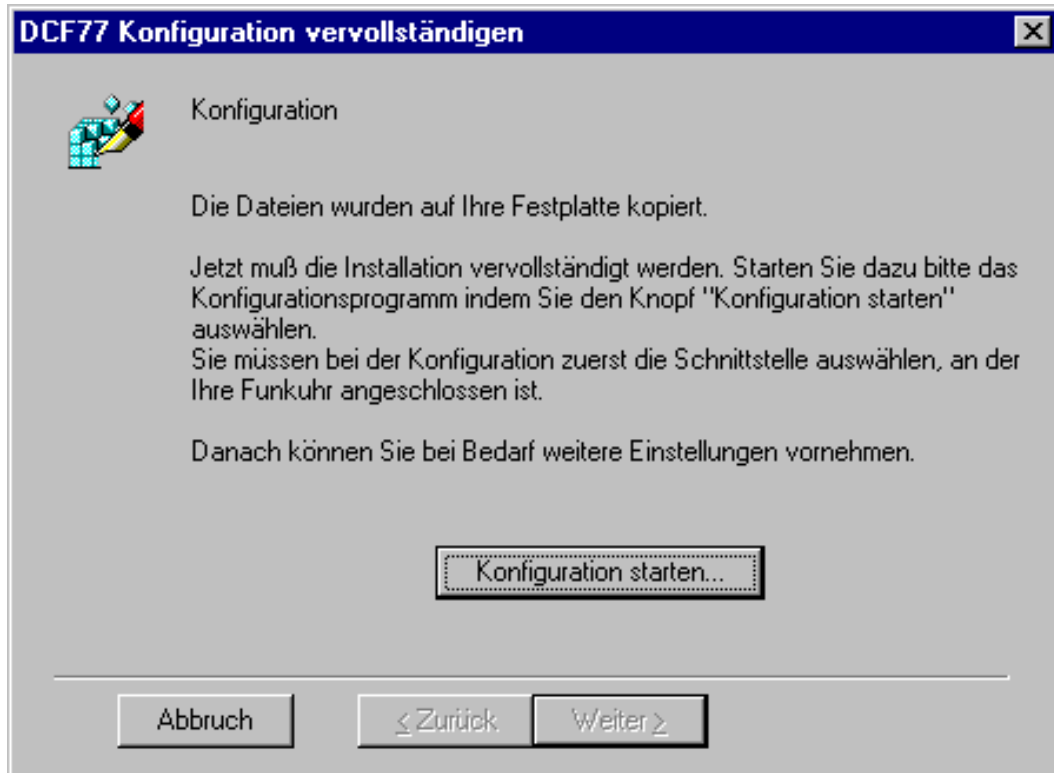 DCF77 Konfiguration vervollständigen
Konfiguration
Die Dateien wurden auf Ihre Festplatte kopiert.
Jetzt muß die Installation vervollständigt werden. Starten Sie dazu bitte das
Konfigurationsprogramm indem Sie den Knopf "Konfiguration starten"
auswählen.
Sie müssen bei der Konfiguration zuerst die Schnittstelle auswählen, an der
Ihre Funkuhr angeschlossen ist.
Danach können Sie bei Bedarf weitere Einstellungen vornehmen.
Konfiguration starten...
Abbruch
< Zurück
Weiter >